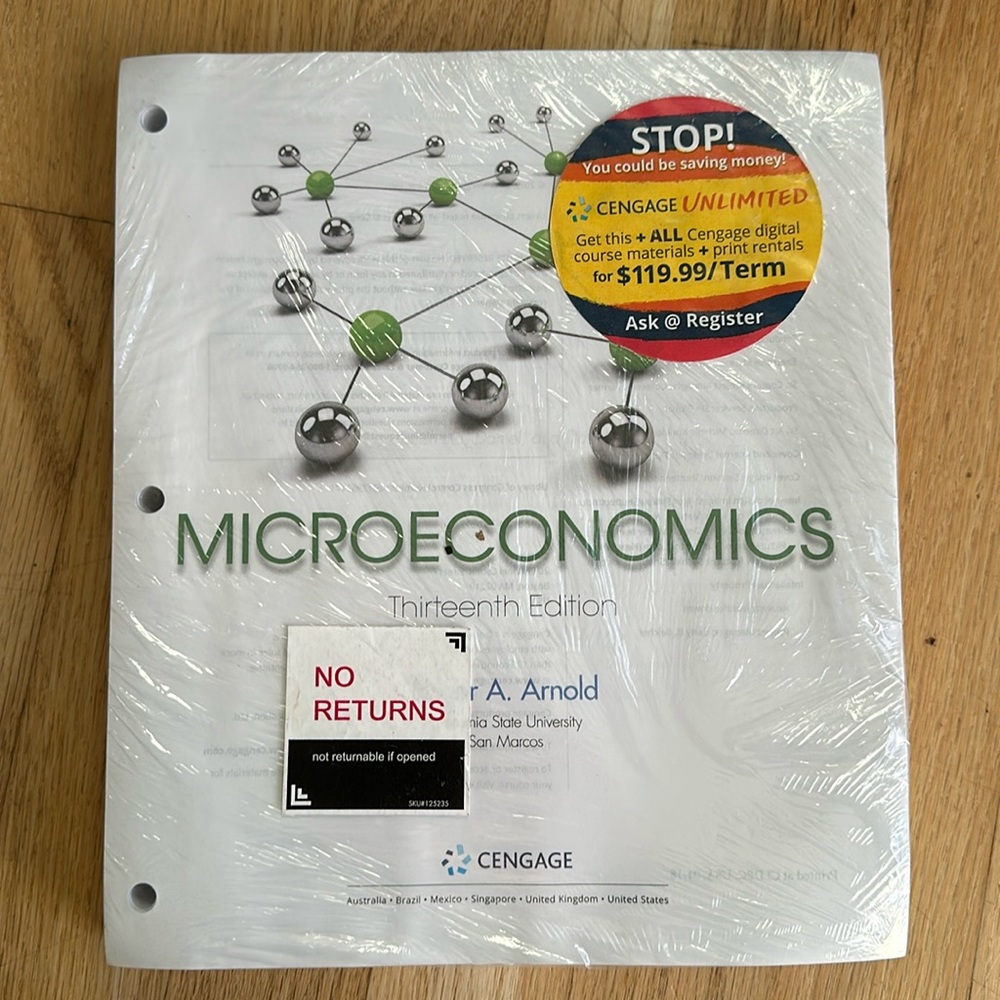 STOP!
You could be saving money!
CENGAGE UNLIMITED
Get this + ALL Cengage digital
course materials + print rentals
for $119.99/Term
Ask @ Register
MICROECONOMICS
Thirteenth Edition
r A. Arnold
nia State University
San Marcos
NO
RETURNS
not returnable if opened
SKU#125235
CENGAGE
Australia • Brazil • Mexico • Singapore • United Kingdom • United States